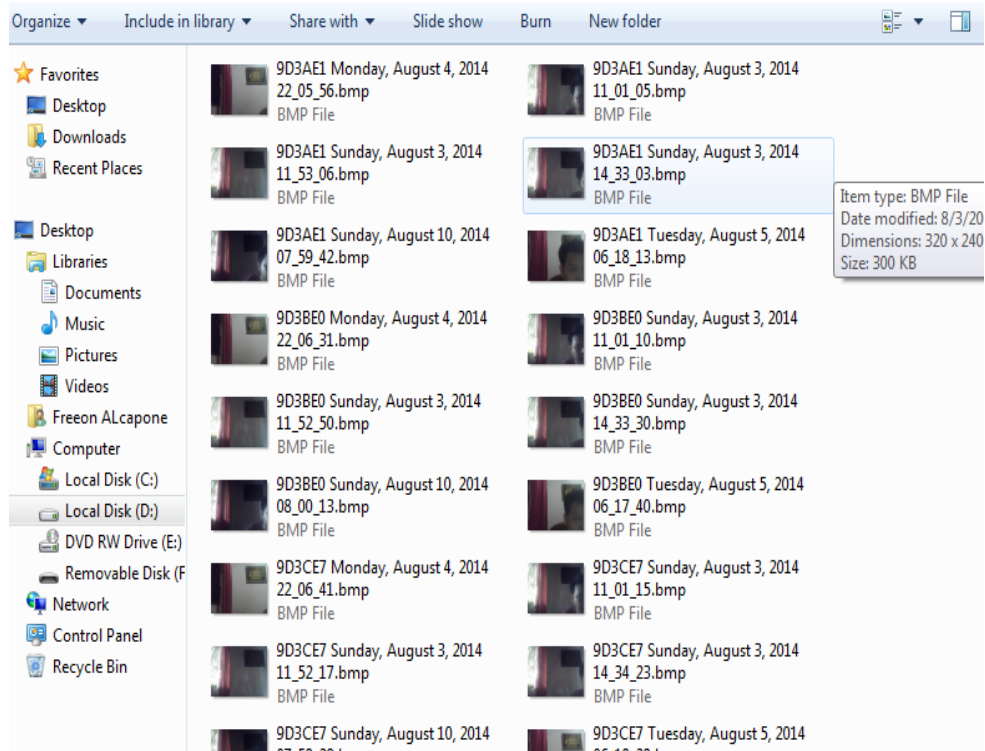 Organize Include in library Share with Slide show Burn New folder
Favorites
Desktop
Downloads
Recent Places
Desktop
Libraries
Documents
Music
Pictures
Videos
Freeon ALcapone
Computer
Local Disk (C:)
Local Disk (D:)
DVD RW Drive (E:)
Removable Disk (F
Network
Control Panel
Recycle Bin
9D3AE1 Monday, August 4, 2014
22_05_56.bmp
BMP File
9D3AE1 Sunday, August 3, 2014
11_01_05.bmp
BMP File
9D3AE1 Sunday, August 3, 2014
11_53_06.bmp
BMP File
9D3AE1 Sunday, August 3, 2014
14_33_03.bmp
BMP File
Item type: BMP File
Date modified: 8/3/20
Dimensions: 320 x 240
Size: 300 KB
9D3AE1 Sunday, August 10, 2014
07_59_42.bmp
BMP File
9D3AE1 Tuesday, August 5, 2014
06_18_13.bmp
BMP File
9D3BE0 Monday, August 4, 2014
22_06_31.bmp
BMP File
9D3BE0 Sunday, August 3, 2014
11_01_10.bmp
BMP File
9D3BE0 Sunday, August 3, 2014
11_52_50.bmp
BMP File
9D3BE0 Sunday, August 3, 2014
14_33_30.bmp
BMP File
9D3BE0 Sunday, August 10, 2014
08_00_13.bmp
BMP File
9D3BE0 Tuesday, August 5, 2014
06_17_40.bmp
BMP File
9D3CE7 Monday, August 4, 2014
22_06_41.bmp
BMP File
9D3CE7 Sunday, August 3, 2014
11_01_15.bmp
BMP File
9D3CE7 Sunday, August 3, 2014
11_52_17.bmp
BMP File
9D3CE7 Sunday, August 3, 2014
14_34_23.bmp
BMP File
9D3CE7 Sunday, August 10, 2014
9D3CE7 Tuesday, August 5, 2014